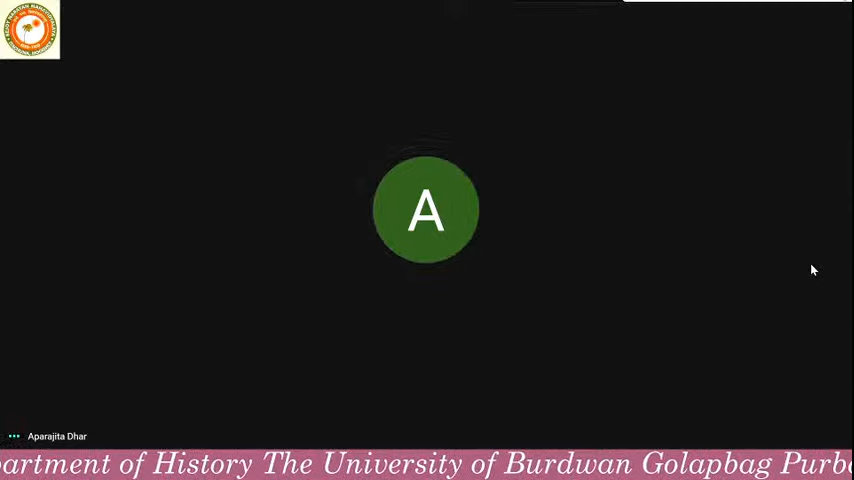 A
Aparajita Dhar
partment of History The University of Burdwan Golapbag Purb